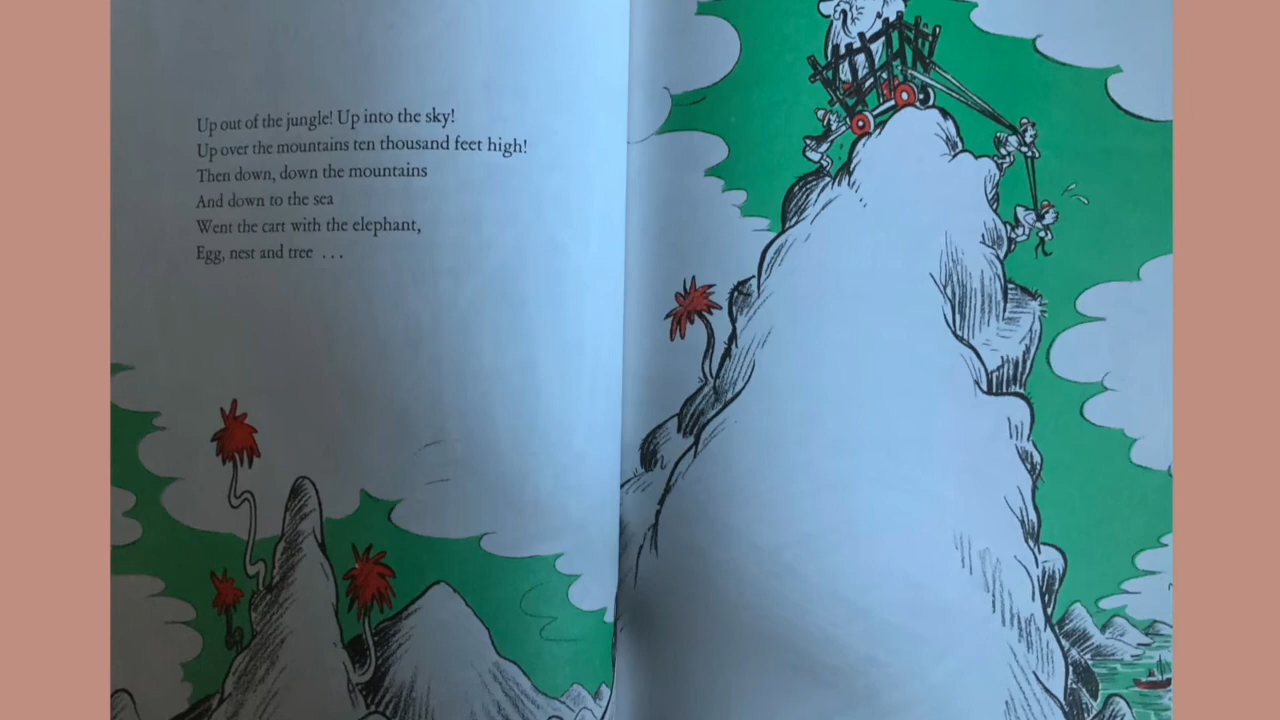 Up out of the jungle! Up into the sky!
Up over the mountains ten thousand feet high!
Then down, down the mountains
And down to the sea
Went the cart with the elephant,
Egg, nest and tree . . .